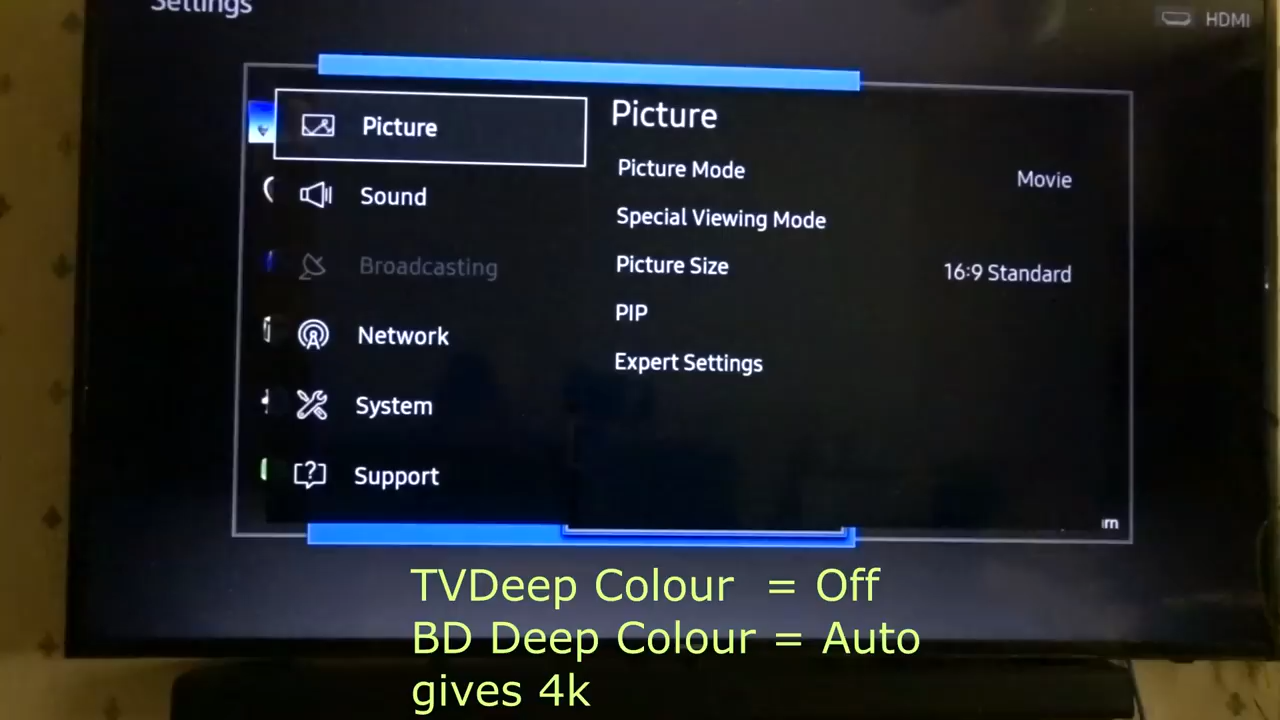 Settings
HDMI
Picture
Sound
Broadcasting
Network
System
Support
Picture
Picture Mode Movie
Special Viewing Mode
Picture Size 16:9 Standard
PIP
Expert Settings
rn
TVDeep Colour = Off
BD Deep Colour = Auto
gives 4k